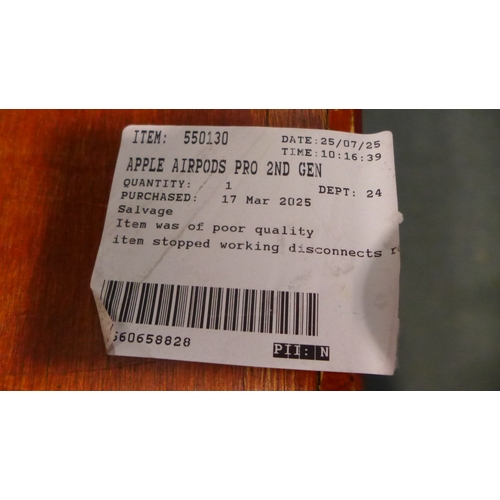 ITEM: 550130 DATE:25/07/25
TIME:10:16:39
APPLE AIRPODS PRO 2ND GEN
QUANTITY: 1 DEPT: 24
PURCHASED: 17 Mar 2025
Salvage
Item was of poor quality
item stopped working disconnects
560658828 PII: N